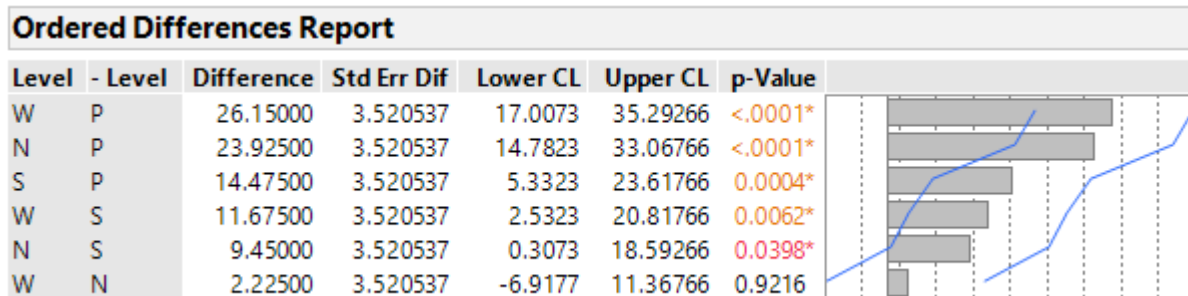 Ordered Differences Report
Level - Level Difference Std Err Dif Lower CL Upper CL p-Value
W P 26.15000 3.520537 17.0073 35.29266 <.0001*
N P 23.92500 3.520537 14.7823 33.06766 <.0001*
S P 14.47500 3.520537 5.3323 23.61766 0.0004*
W S 11.67500 3.520537 2.5323 20.81766 0.0062*
N S 9.45000 3.520537 0.3073 18.59266 0.0398*
W N 2.22500 3.520537 -6.9177 11.36766 0.9216